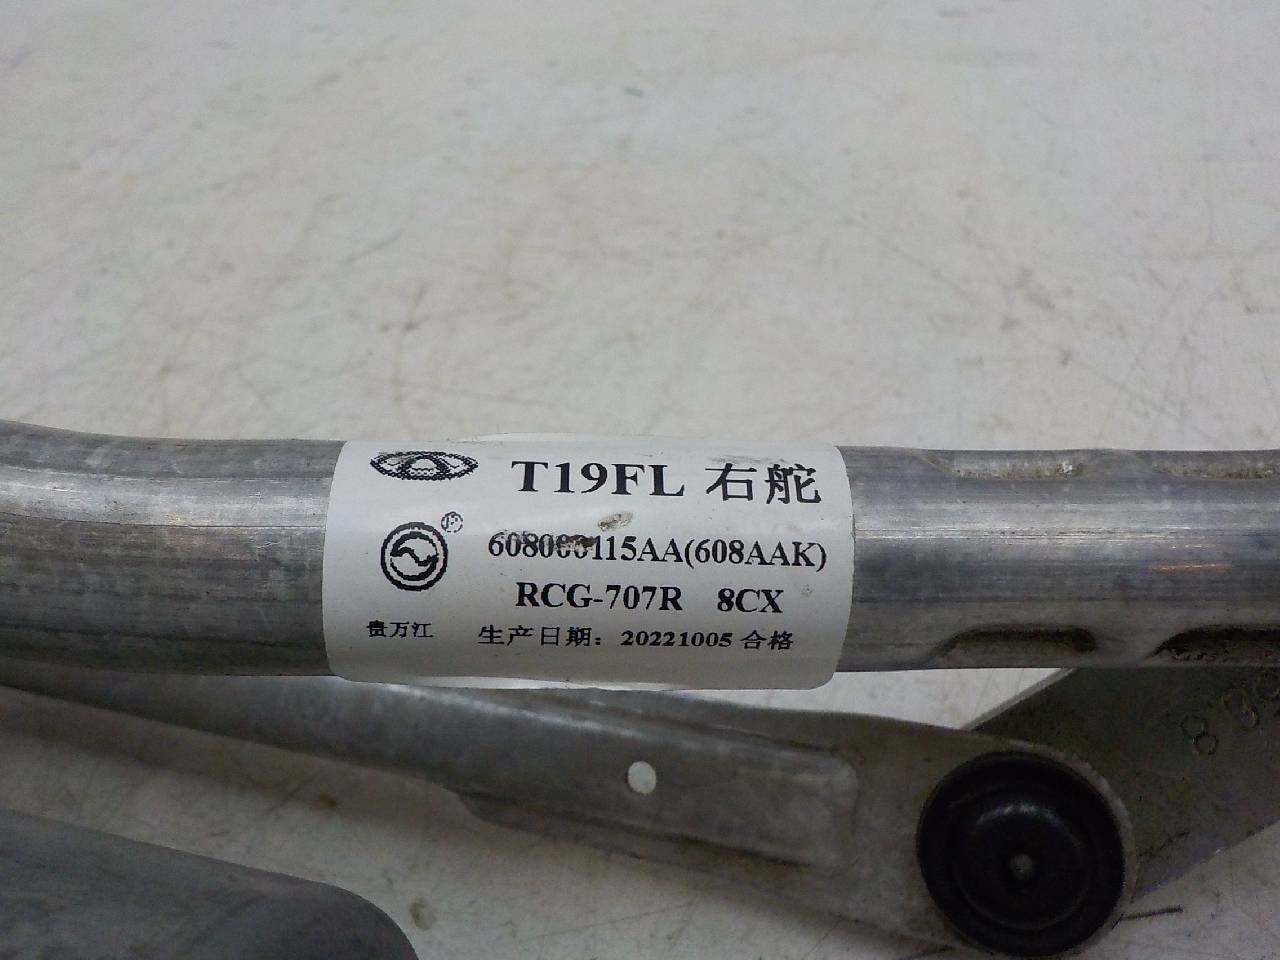 T19FL 右舵
608000115AA(608AAK)
RCG-707R 8CX
贵万江
生产日期: 20221005 合格